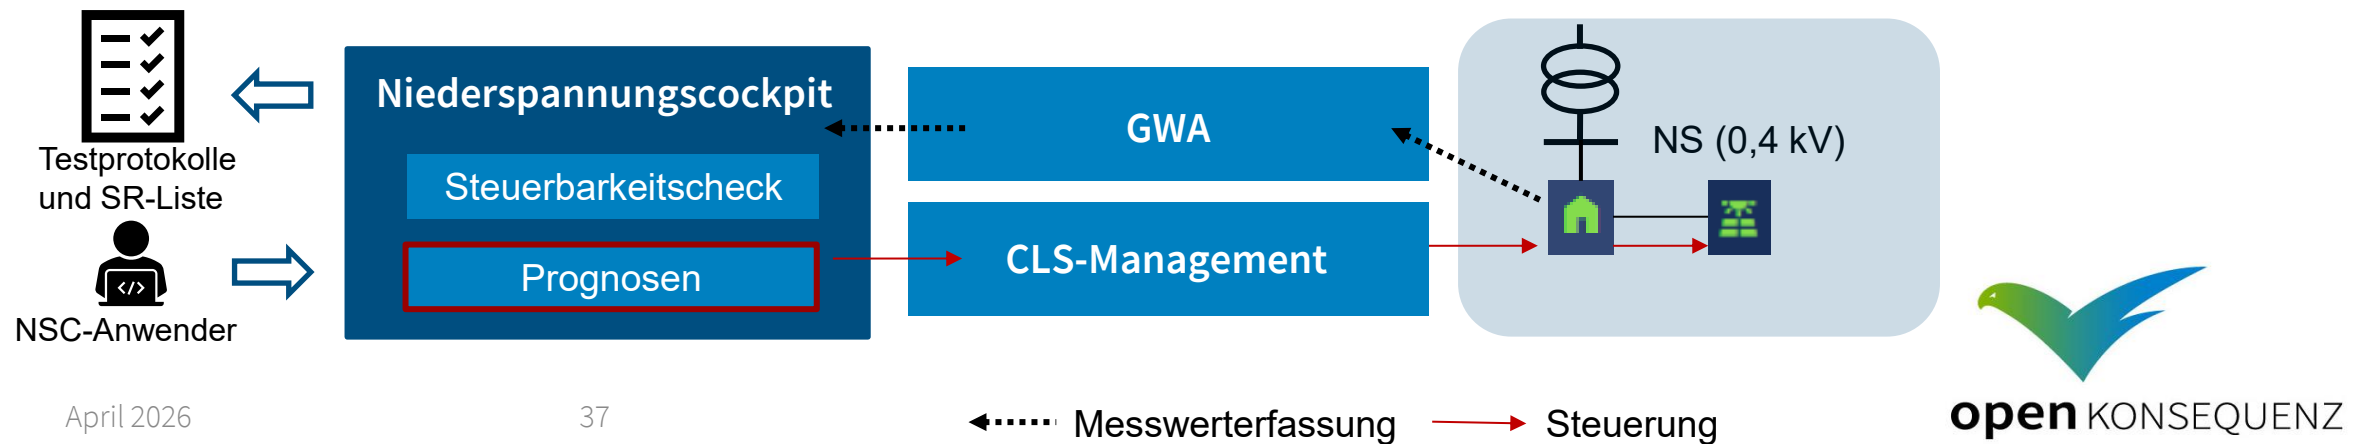 Testprotokolle
und SR-Liste
NSC-Anwender
Niederspannungscockpit
Steuerbarkeitscheck
Prognosen
GWA
CLS-Management
NS (0,4 kV)
</>
April 2026
37
Messwerterfassung
Steuerung
open KONSEQUENZ